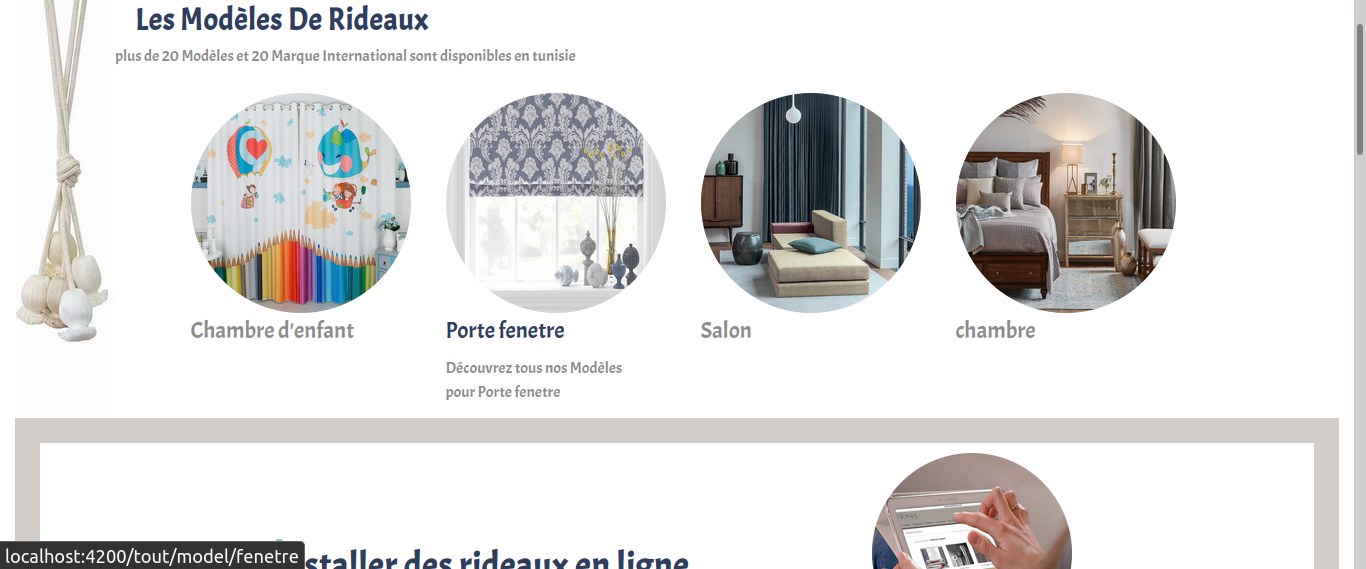 Les Modèles De Rideaux
plus de 20 Modèles et 20 Marque International sont disponibles en tunisie
Chambre d'enfant
Porte fenetre
Salon
chambre
Découvrez tous nos Modèles
pour Porte fenetre
staller des rideaux en ligne
localhost:4200/tout/model/fenetre